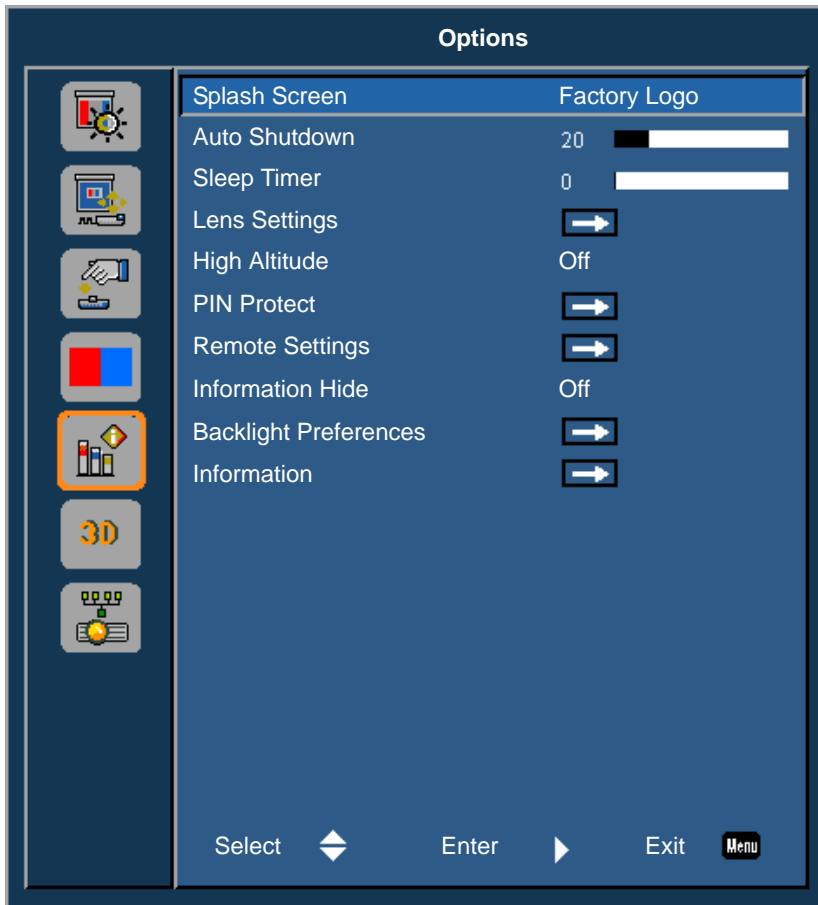 Options
Splash Screen Factory Logo
Auto Shutdown 20
Sleep Timer 0
Lens Settings
High Altitude Off
PIN Protect
Remote Settings
Information Hide Off
Backlight Preferences
Information
3D
Select Enter Exit Menu